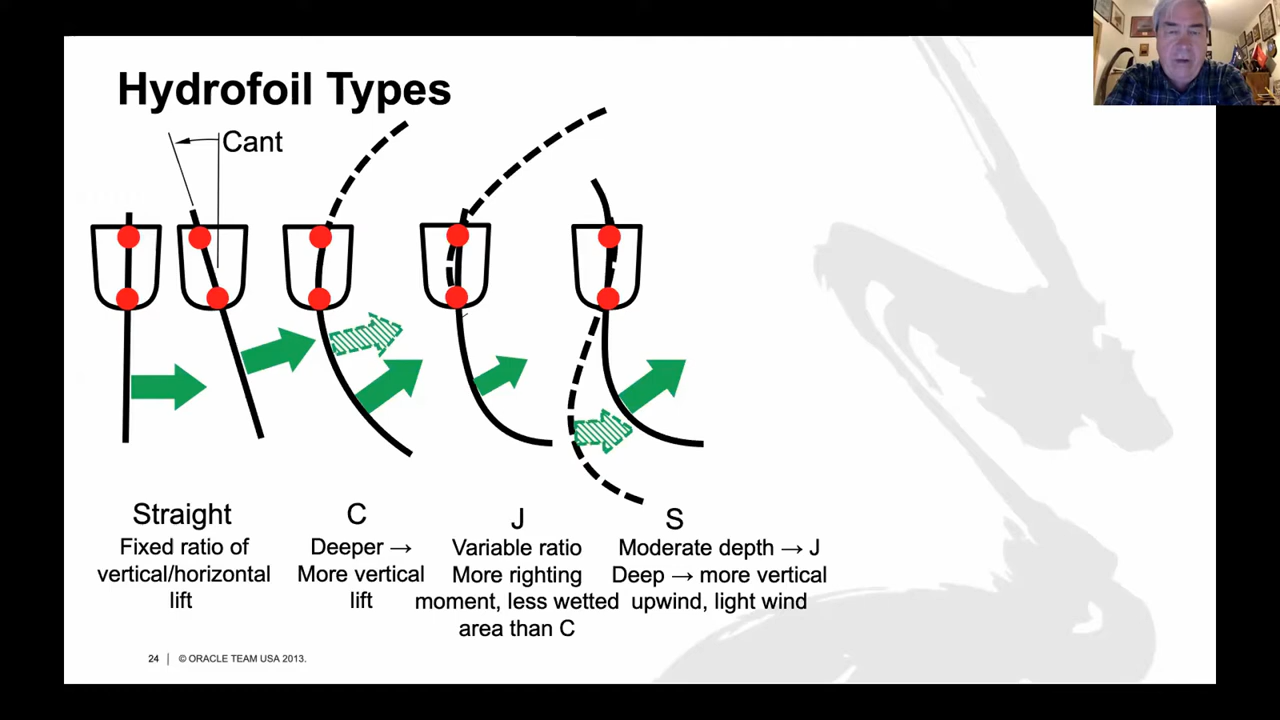 Hydrofoil Types
Cant
Straight
Fixed ratio of
vertical/horizontal
lift
C
Deeper →
More vertical
lift
J
Variable ratio
More righting
moment, less wetted
area than C
S
Moderate depth → J
Deep → more vertical
upwind, light wind
24 | © ORACLE TEAM USA 2013.